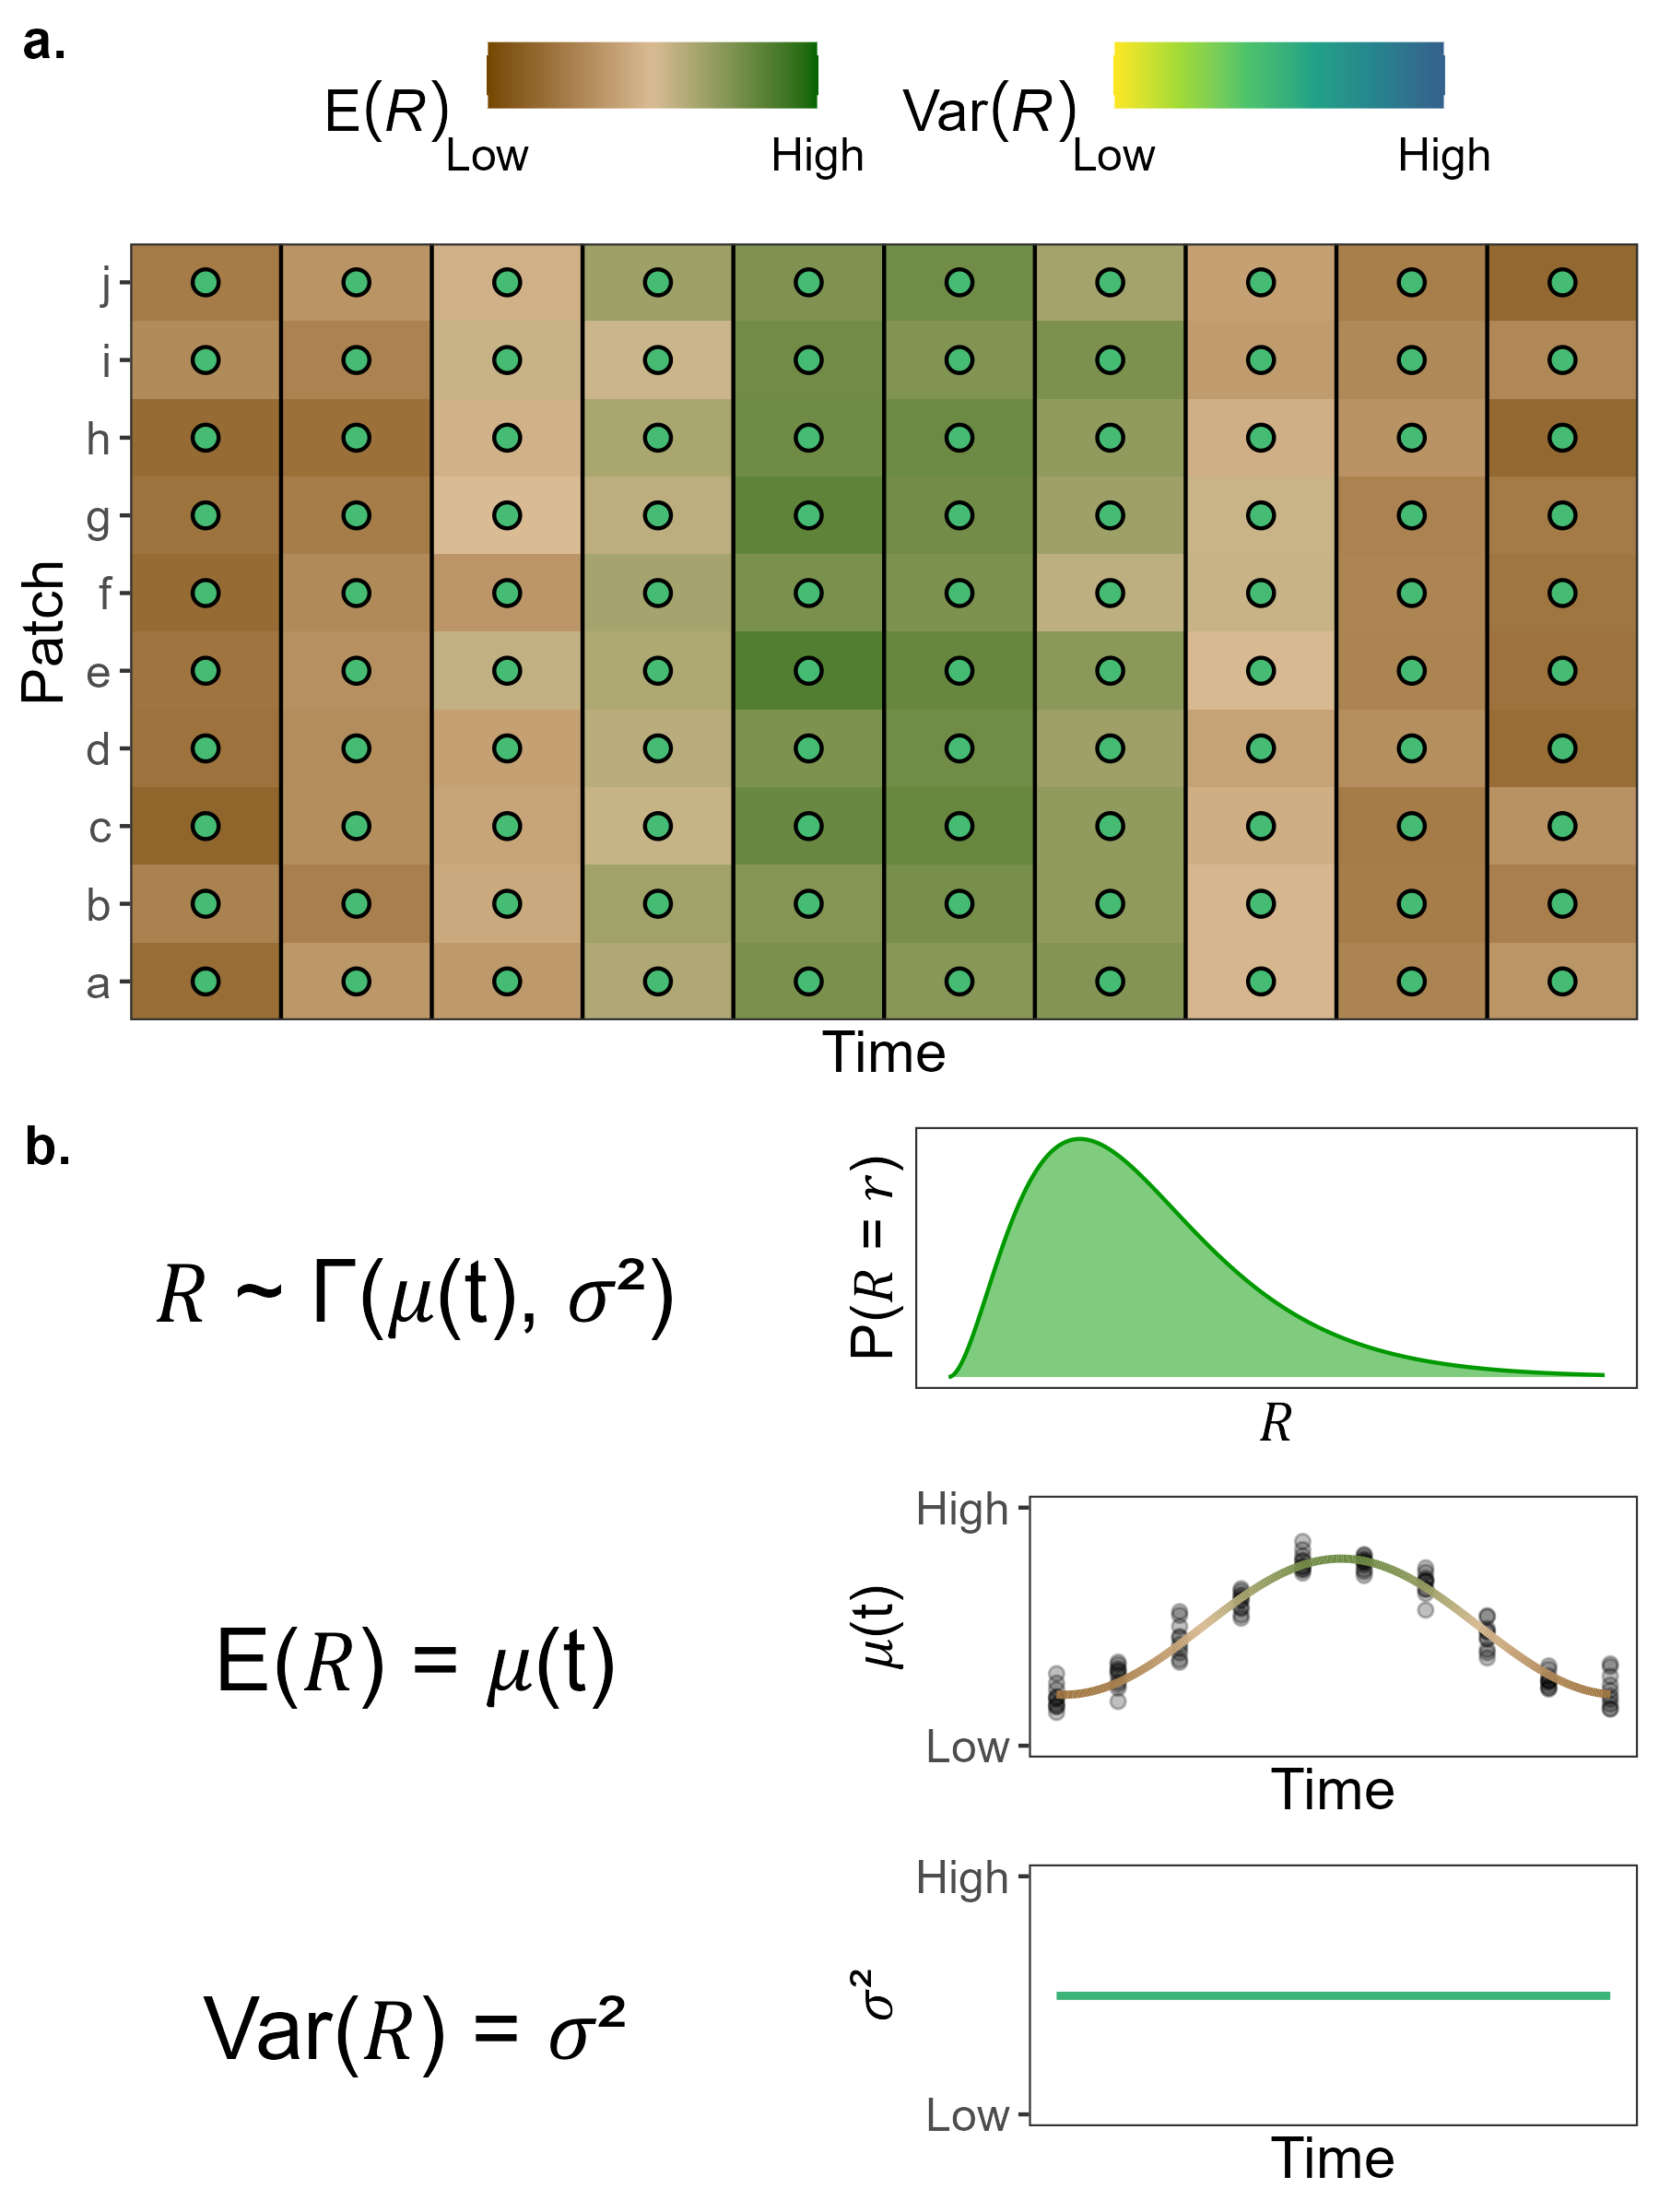 a.
E(R)
Low
High
Var(R)
Low
High
Patch
j
i
h
g
f
e
d
c
b
a
Time
b.
R ~ Γ(μ(t), σ²)
P(R = r)
R
E(R) = μ(t)
μ(t)
High
Low
Time
Var(R) = σ²
σ²
High
Low
Time